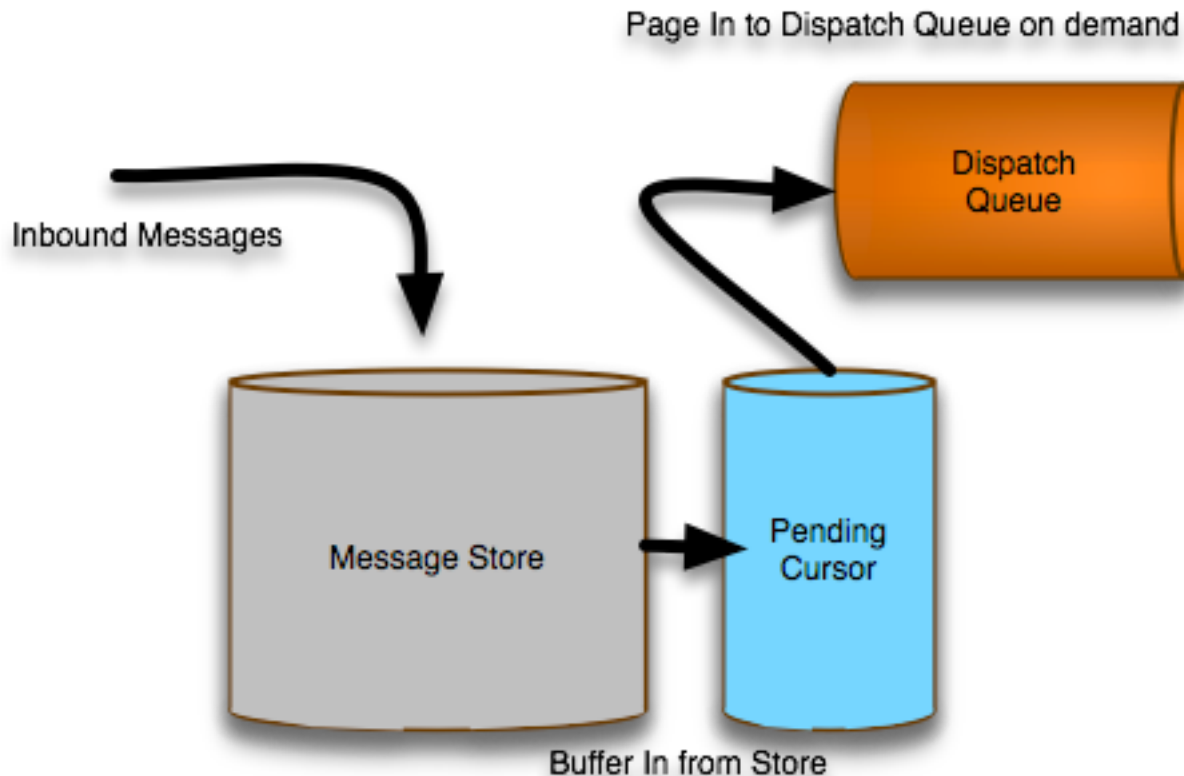 Page In to Dispatch Queue on demand
Dispatch
Queue
Inbound Messages
Message Store
Pending
Cursor
Buffer In from Store